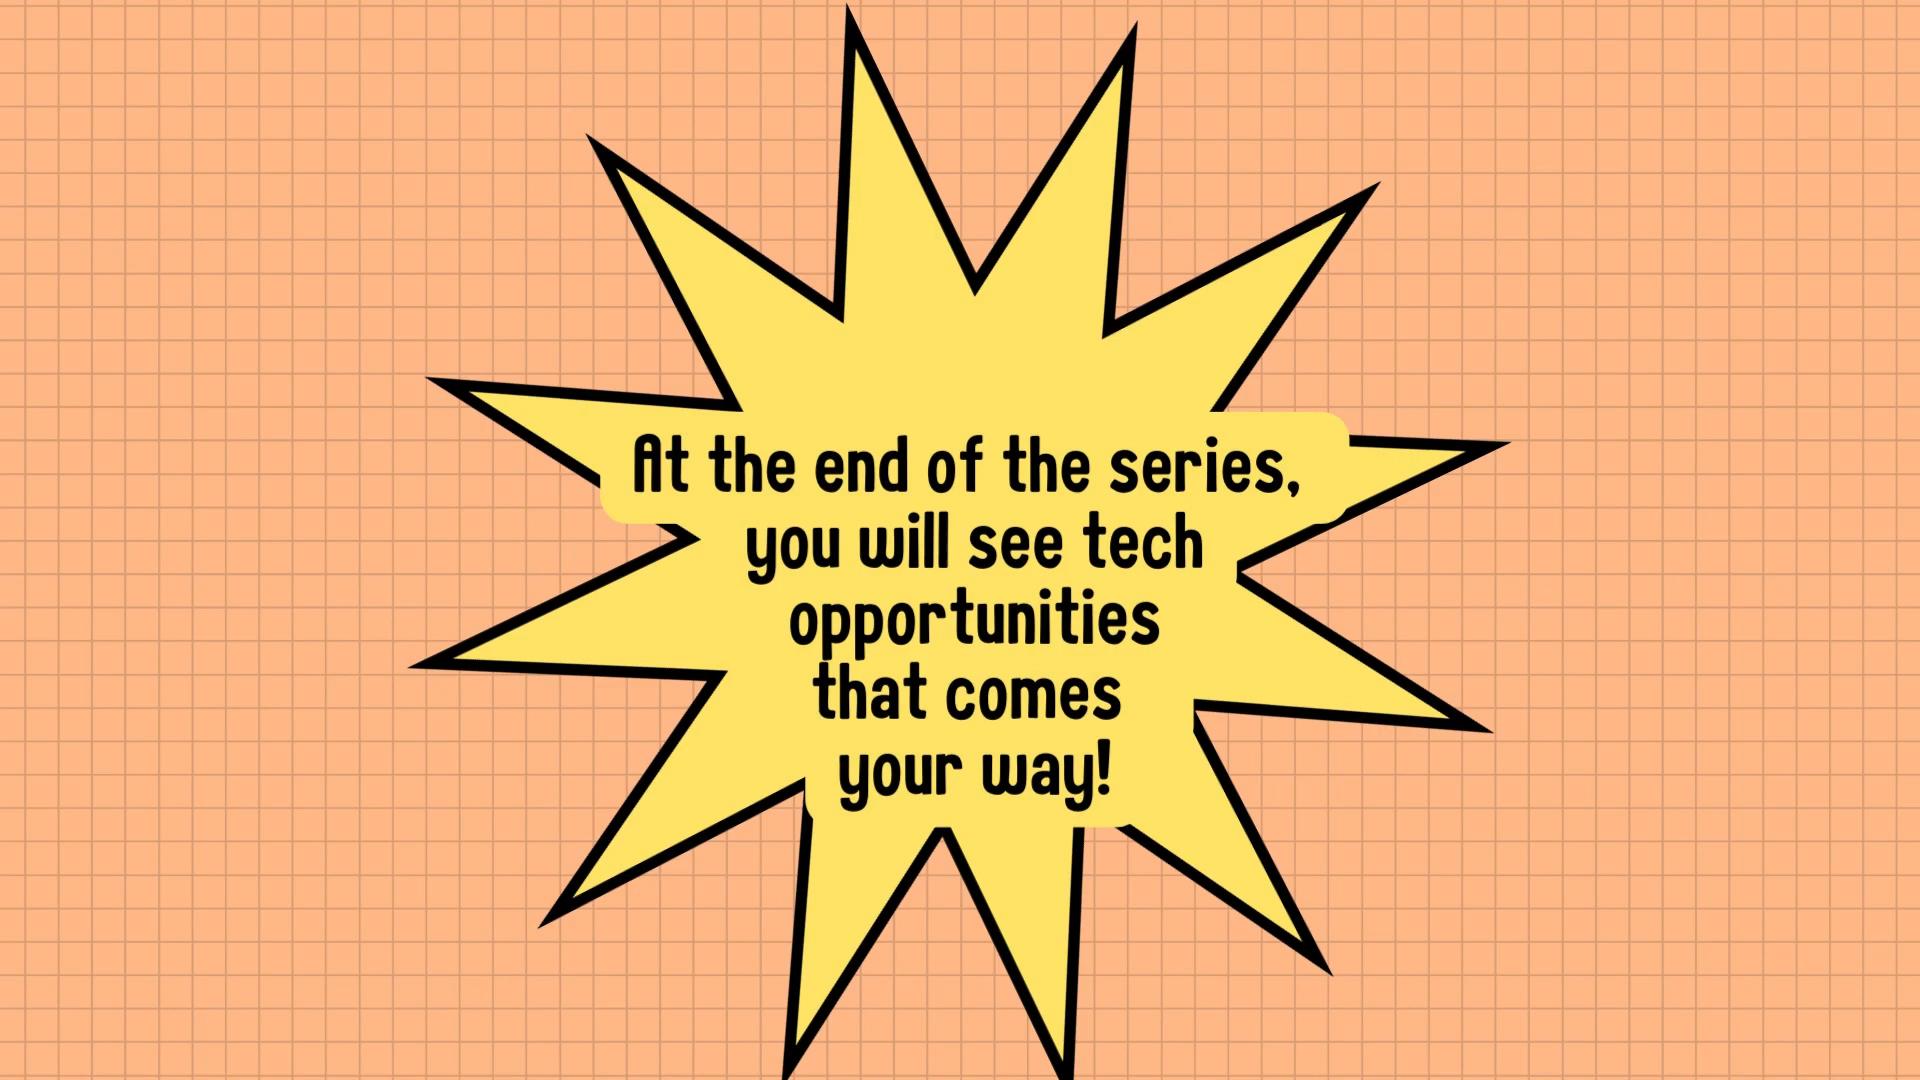 At the end of the series,
you will see tech
opportunities
that comes
your way!